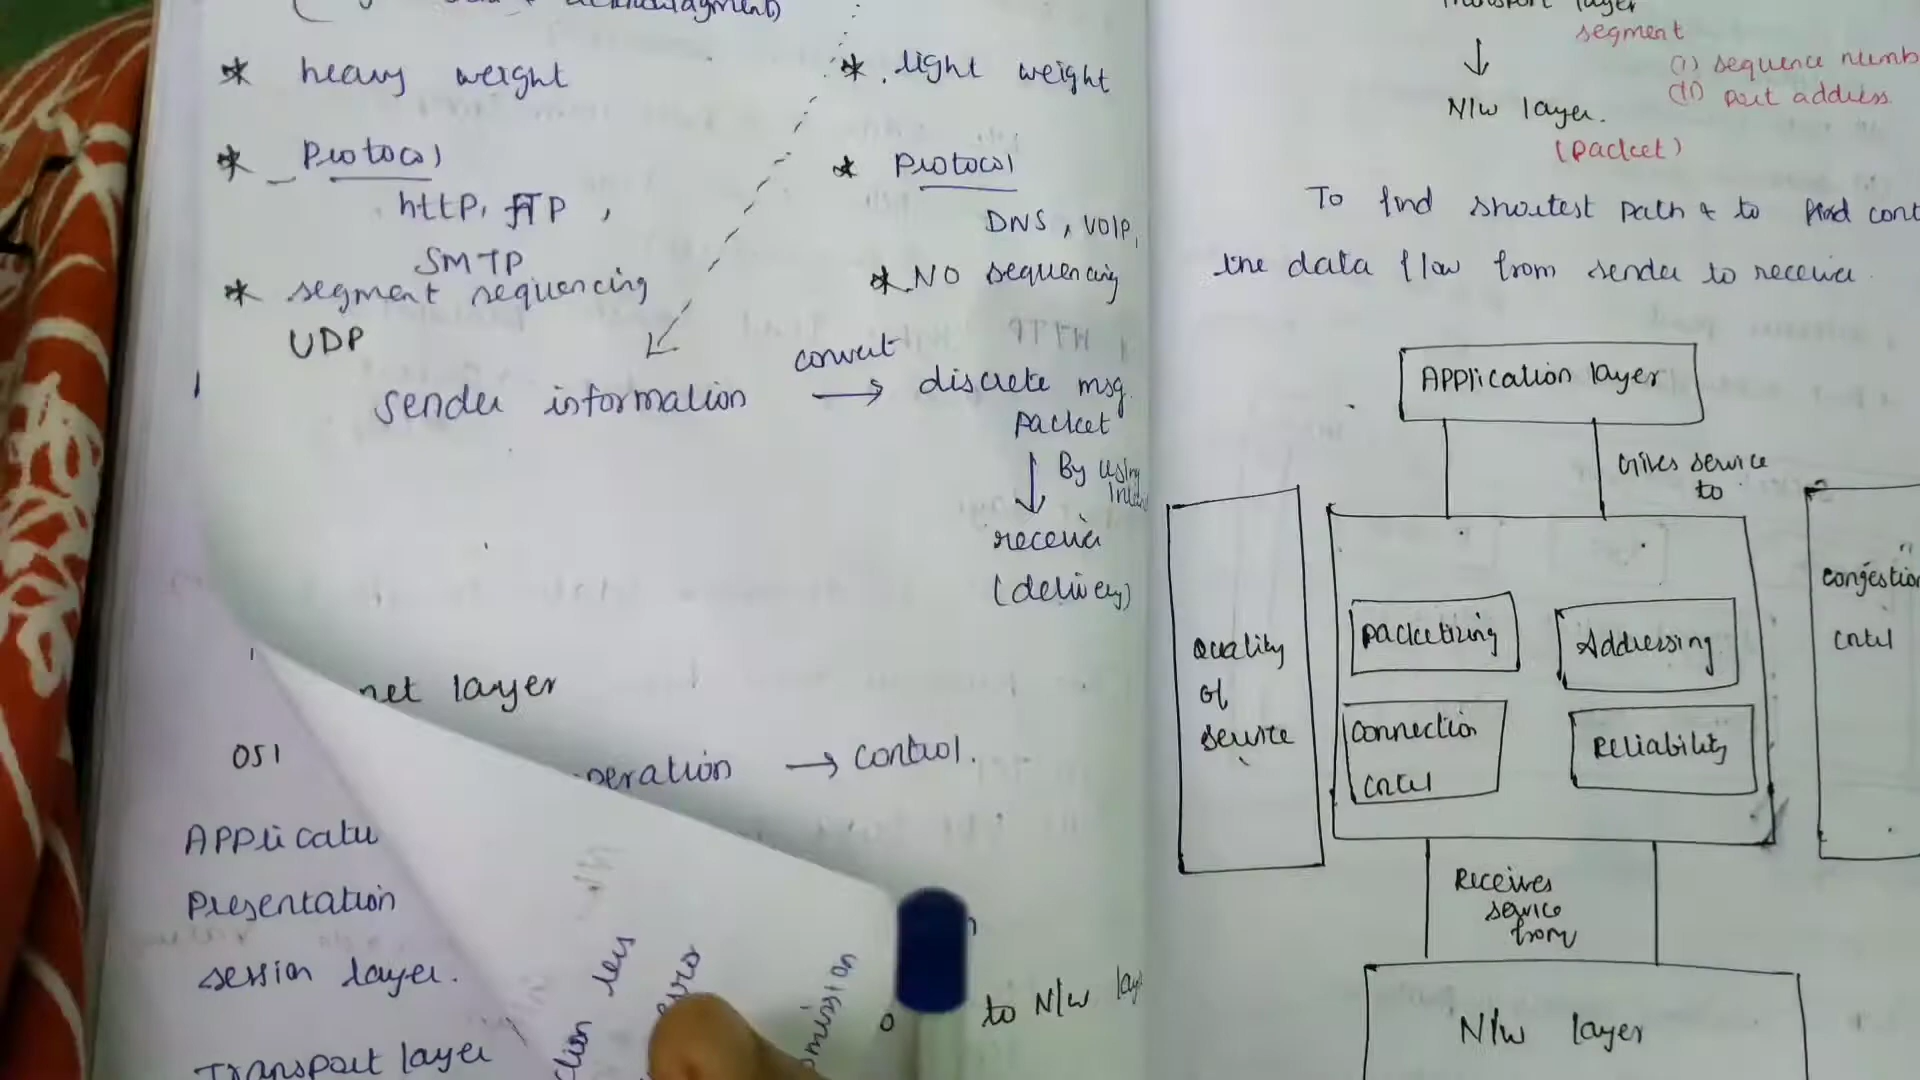 * heavy weight
* Protocol
http, FTP,
SMTP
* segment sequencing
* light weight
* Protocol
DNS, VOIP,
* NO sequencing
UDP
sender information → convert discrete msg
packet
↓ By using
receiver
(delivery)
net layer
OSI
peration → control.
Presentation
session layer.
Transport layer
to N/w
layer
segment
(i) sequence numb
(ii) port address
↓
N/w layer.
(packet)
To find shortest path & to
the data flow from sender to receiver
Application layer
Gives service
to
Quality
of
service
packetizing
Addressing
connection
cntrl
Reliability
congestion
cntrl
Receives
service
from
N/w layer